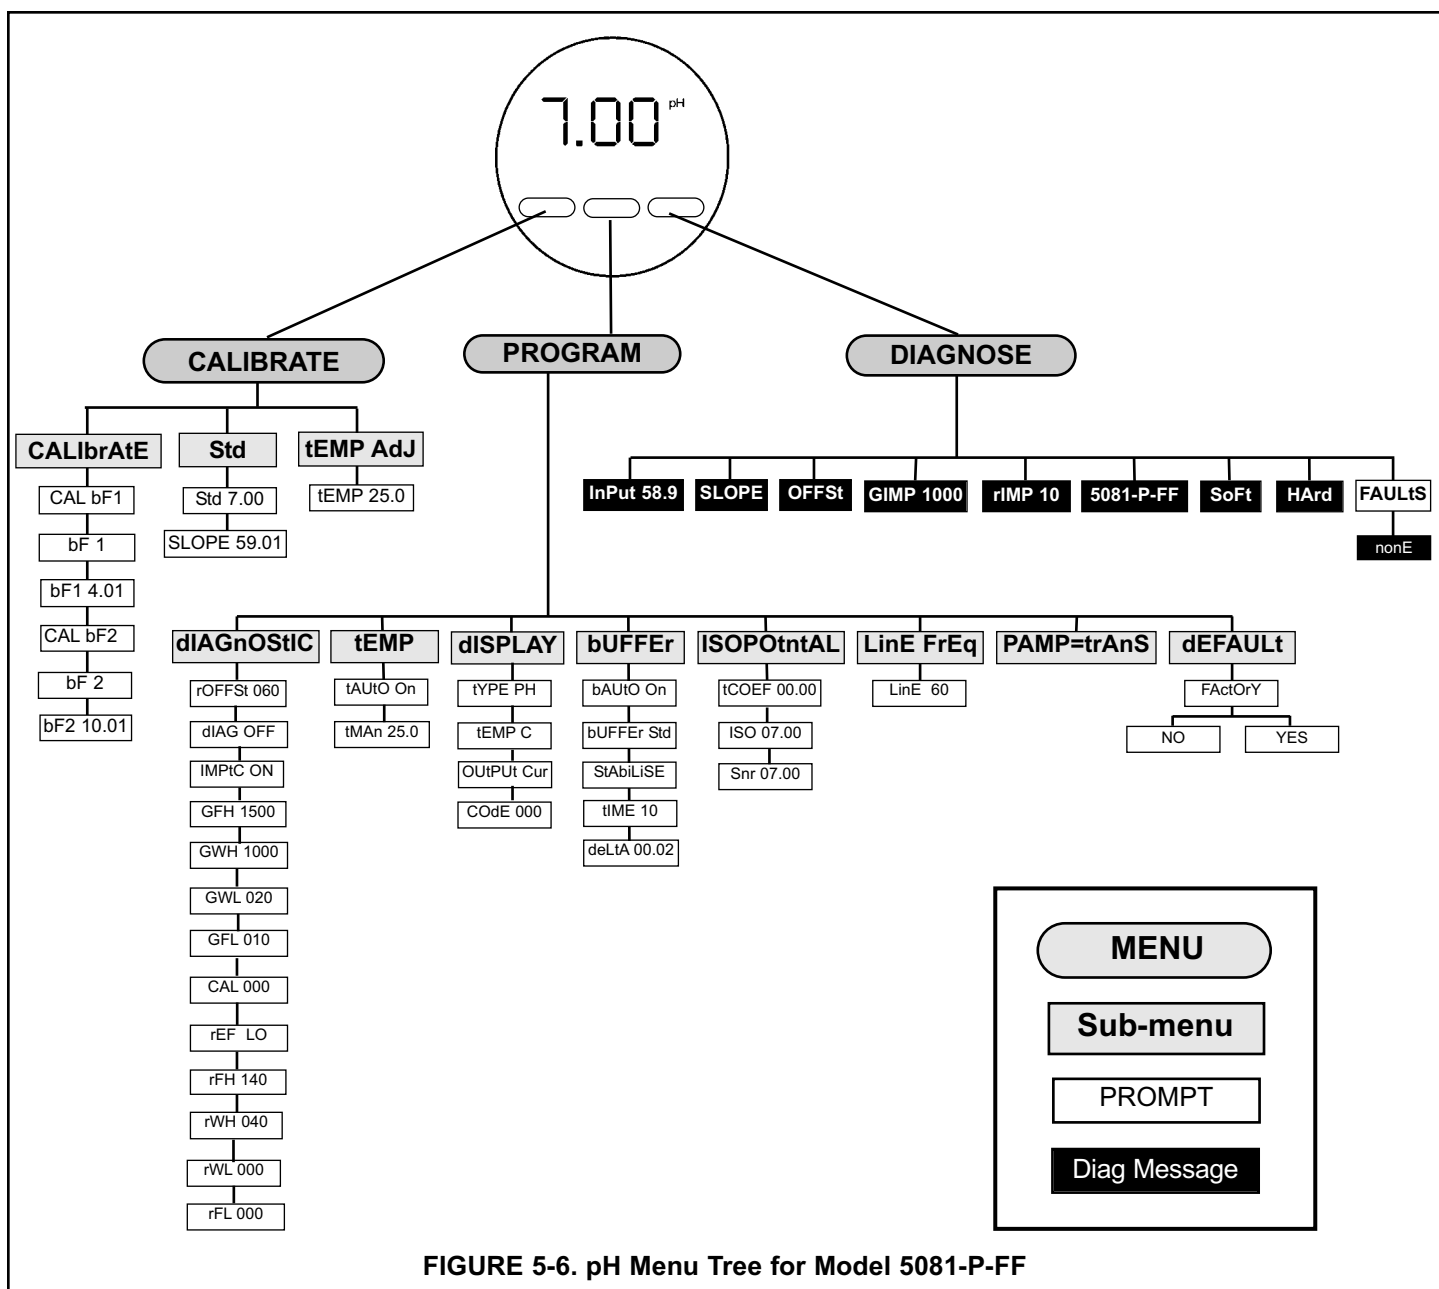 7.00 pH
CALIBRATE
PROGRAM
DIAGNOSE
CALIbrAtE
Std
tEMP AdJ
CAL bF1
bF 1
bF1 4.01
CAL bF2
bF 2
bF2 10.01
Std 7.00
SLOPE 59.01
tEMP 25.0
InPut 58.9
SLOPE
OFFSt
GIMP 1000
rIMP 10
5081-P-FF
SoFt
HArd
FAULtS
nonE
dIAGnOStIC
tEMP
dISPLAY
bUFFEr
ISOPOtntAL
LinE FrEq
PAMP=trAnS
dEFAULt
rOFFSt 060
dIAG OFF
IMPtC ON
GFH 1500
GWH 1000
GWL 020
GFL 010
CAL 000
rEF LO
rFH 140
rWH 040
rWL 000
rFL 000
tAUtO On
tMAn 25.0
tYPE PH
tEMP C
OUtPUt Cur
COdE 000
bAUtO On
bUFFEr Std
StAbiLiSE
tIME 10
deLtA 00.02
tCOEF 00.00
ISO 07.00
Snr 07.00
LinE 60
FActOrY
NO
YES
MENU
Sub-menu
PROMPT
Diag Message
FIGURE 5-6. pH Menu Tree for Model 5081-P-FF